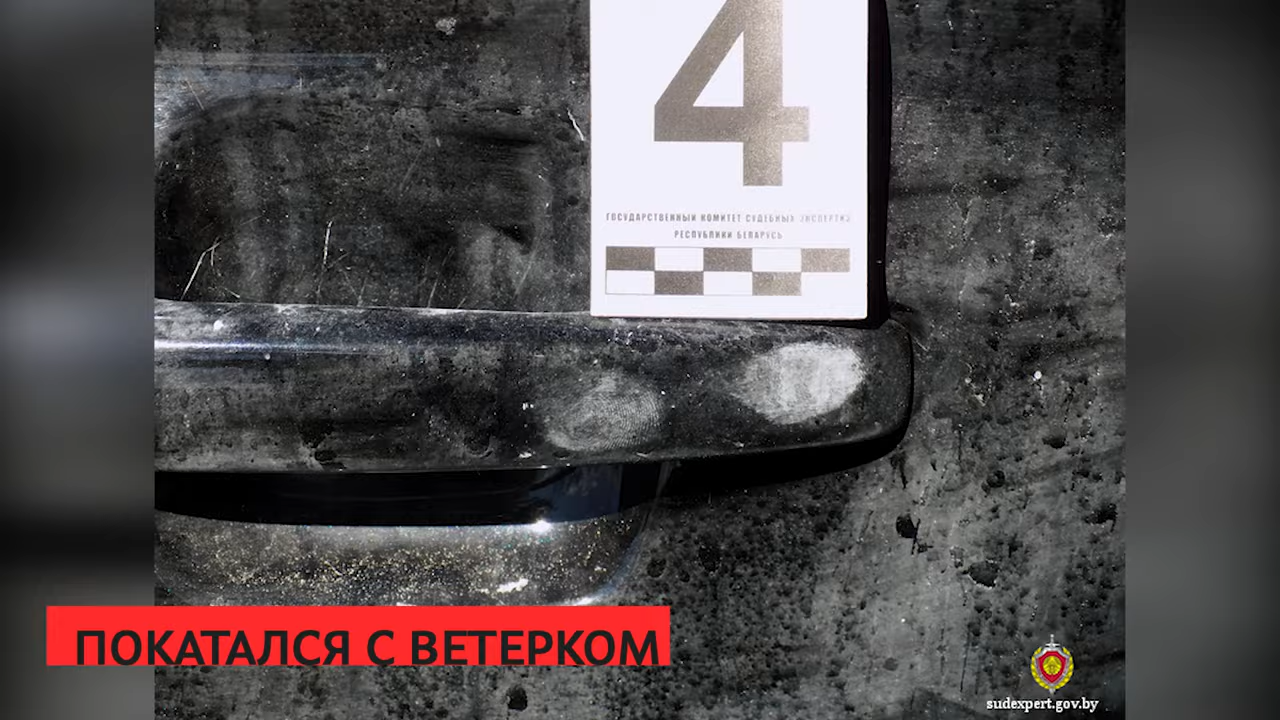 4
ГОСУДАРСТВЕННЫЙ КОМИТЕТ СУДЕБНЫХ ЭКСПЕРТИЗ
РЕСПУБЛИКИ БЕЛАРУСЬ
ПОКАТАЛСЯ С ВЕТЕРКОМ
sudexpert.gov.by